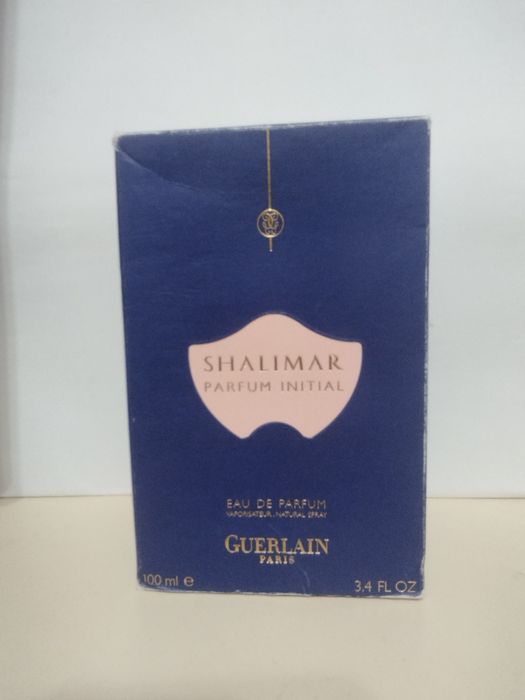 SHALIMAR
PARFUM INITIAL
EAU DE PARFUM
VAPORISATEUR . NATURAL SPRAY
GUERLAIN
PARIS
100 ml ℮ 3,4 FL OZ